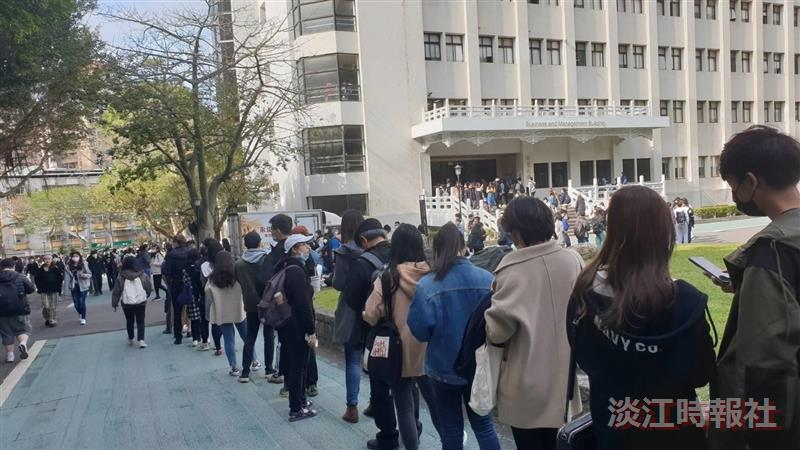 Business and Management Building
NAVY CO.
淡江時報社